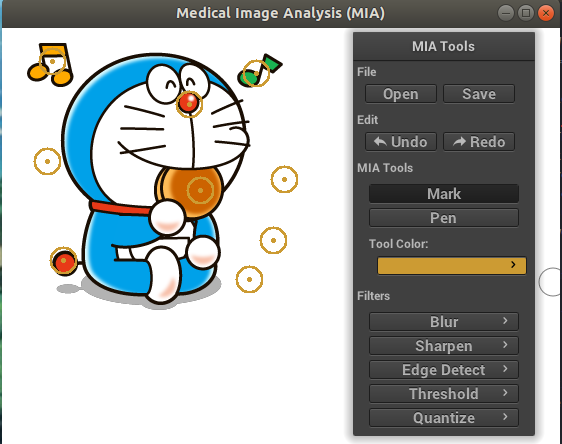 Medical Image Analysis (MIA)
MIA Tools
File
Open Save
Edit
Undo Redo
MIA Tools
Mark
Pen
Tool Color:
Filters
Blur
Sharpen
Edge Detect
Threshold
Quantize